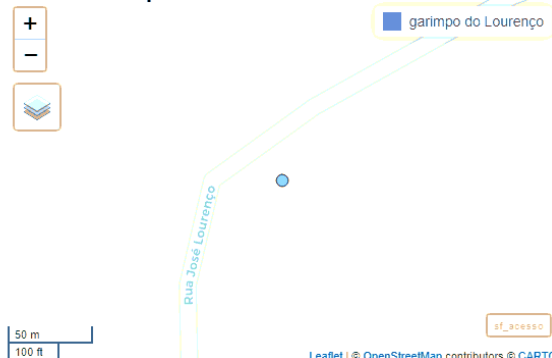 +
garimpo do Lourenço
−
Rua José Lourenço
sf_acesso
50 m
100 ft
Leaflet | © OpenStreetMap contributors © CARTO